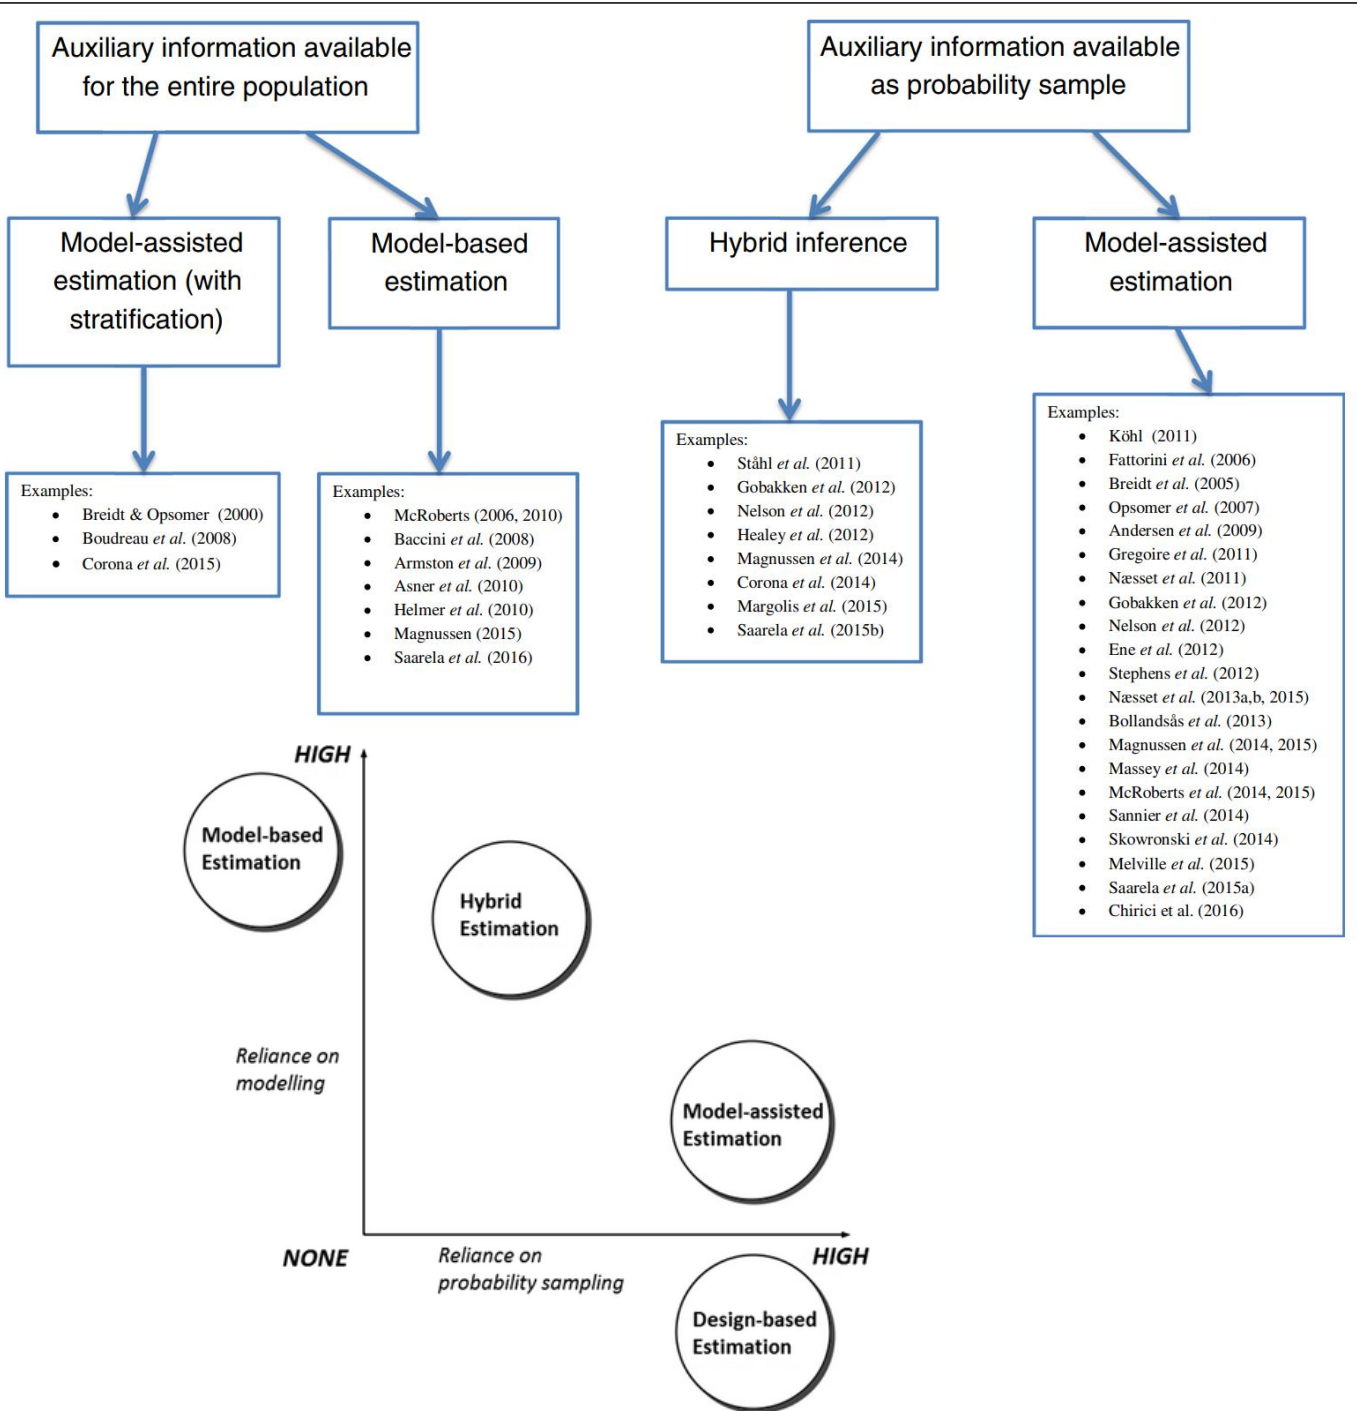 Auxiliary information available
for the entire population
Auxiliary information available
as probability sample
Model-assisted
estimation (with
stratification)
Model-based
estimation
Hybrid inference
Model-assisted
estimation
Examples:
• Breidt & Opsomer (2000)
• Boudreau et al. (2008)
• Corona et al. (2015)
Examples:
• McRoberts (2006, 2010)
• Baccini et al. (2008)
• Armston et al. (2009)
• Asner et al. (2010)
• Helmer et al. (2010)
• Magnussen (2015)
• Saarela et al. (2016)
Examples:
• Ståhl et al. (2011)
• Gobakken et al. (2012)
• Nelson et al. (2012)
• Healey et al. (2012)
• Magnussen et al. (2014)
• Corona et al. (2014)
• Margolis et al. (2015)
• Saarela et al. (2015b)
Examples:
• Köhl (2011)
• Fattorini et al. (2006)
• Breidt et al. (2005)
• Opsomer et al. (2007)
• Andersen et al. (2009)
• Gregoire et al. (2011)
• Næsset et al. (2011)
• Gobakken et al. (2012)
• Nelson et al. (2012)
• Ene et al. (2012)
• Stephens et al. (2012)
• Næsset et al. (2013a,b, 2015)
• Bollandsås et al. (2013)
• Magnussen et al. (2014, 2015)
• Massey et al. (2014)
• McRoberts et al. (2014, 2015)
• Sannier et al. (2014)
• Skowronski et al. (2014)
• Melville et al. (2015)
• Saarela et al. (2015a)
• Chirici et al. (2016)
HIGH
Model-based
Estimation
Hybrid
Estimation
Reliance on
modelling
Model-assisted
Estimation
NONE
Reliance on
probability sampling
HIGH
Design-based
Estimation